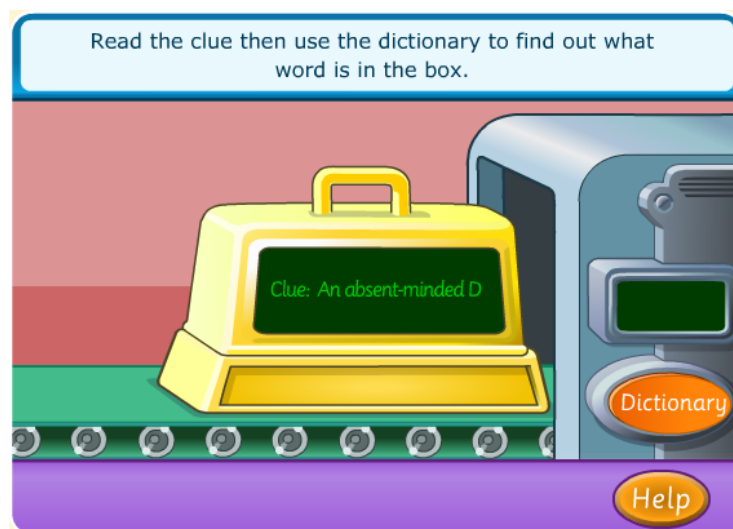 Read the clue then use the dictionary to find out what
word is in the box.
Clue: An absent-minded D
Dictionary
Help